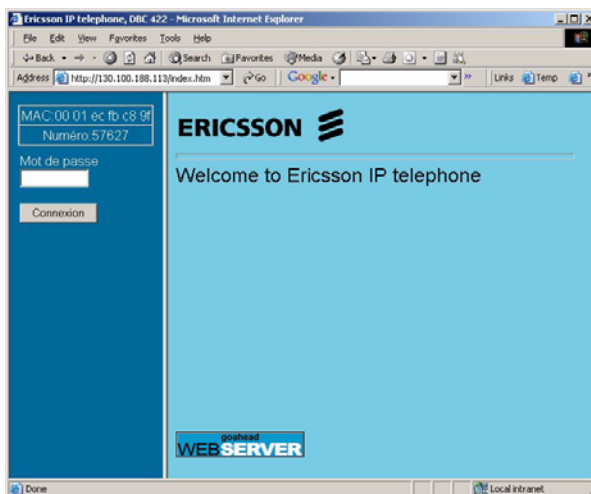 Ericsson IP telephone, DBC 422 - Microsoft Internet Explorer
File Edit View Favorites Tools Help
Back Search Favorites Media
Address http://130.100.188.113/index.htm Go Google Links Temp
MAC:00 01 ec fb c8 9f
Numéro:57627
Mot de passe
Connexion
ERICSSON
Welcome to Ericsson IP telephone
goahead
WEBSERVER
Done Local intranet